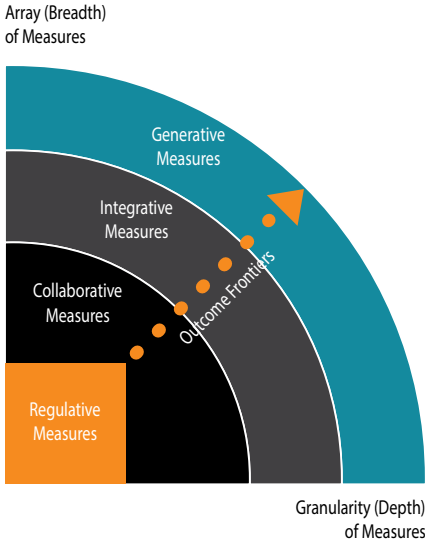 Array (Breadth)
of Measures
Generative
Measures
Integrative
Measures
Collaborative
Measures
Outcome Frontiers
Regulative
Measures
Granularity (Depth)
of Measures